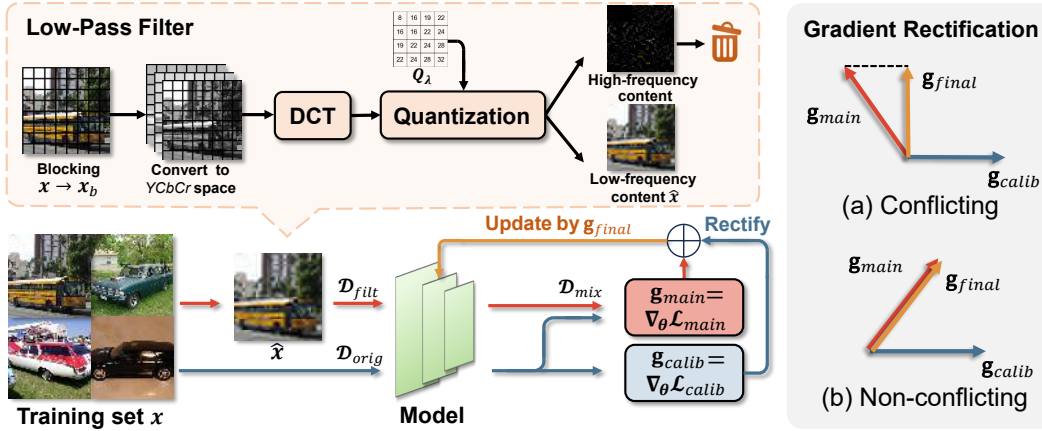 Low-Pass Filter
8 16 19 22
16 16 22 24
19 22 24 28
22 24 28 32
Q_λ
DCT
Quantization
Blocking
x → x_b
Convert to
YCbCr space
High-frequency
content
Low-frequency
content x̂
Update by g_final
Rectify
D_filt
D_mix
g_main=
∇_θ L_main
x̂
D_orig
g_calib=
∇_θ L_calib
Training set x
Model
Gradient Rectification
g_final
g_main
g_calib
(a) Conflicting
g_main
g_final
g_calib
(b) Non-conflicting